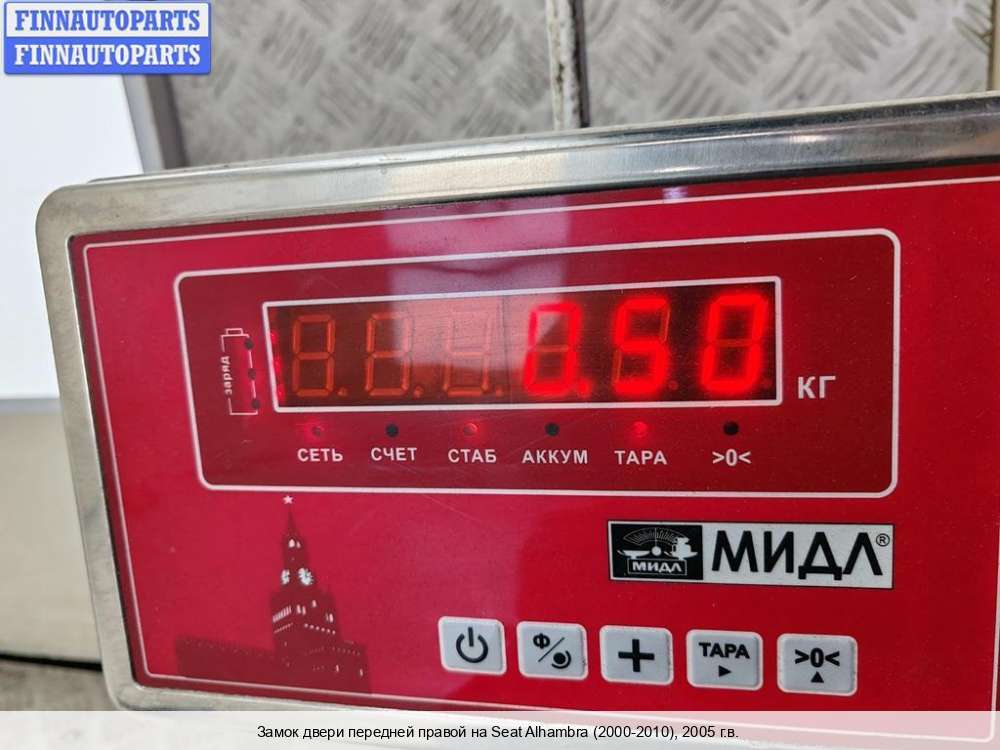 FINNAUTOPARTS
FINNAUTOPARTS
заряд
0.50
КГ
СЕТЬ СЧЕТ СТАБ АККУМ ТАРА >0<
МИДЛ
МИДЛ®
Ф/ + ТАРА >0<
Замок двери передней правой на Seat Alhambra (2000-2010), 2005 г.в.